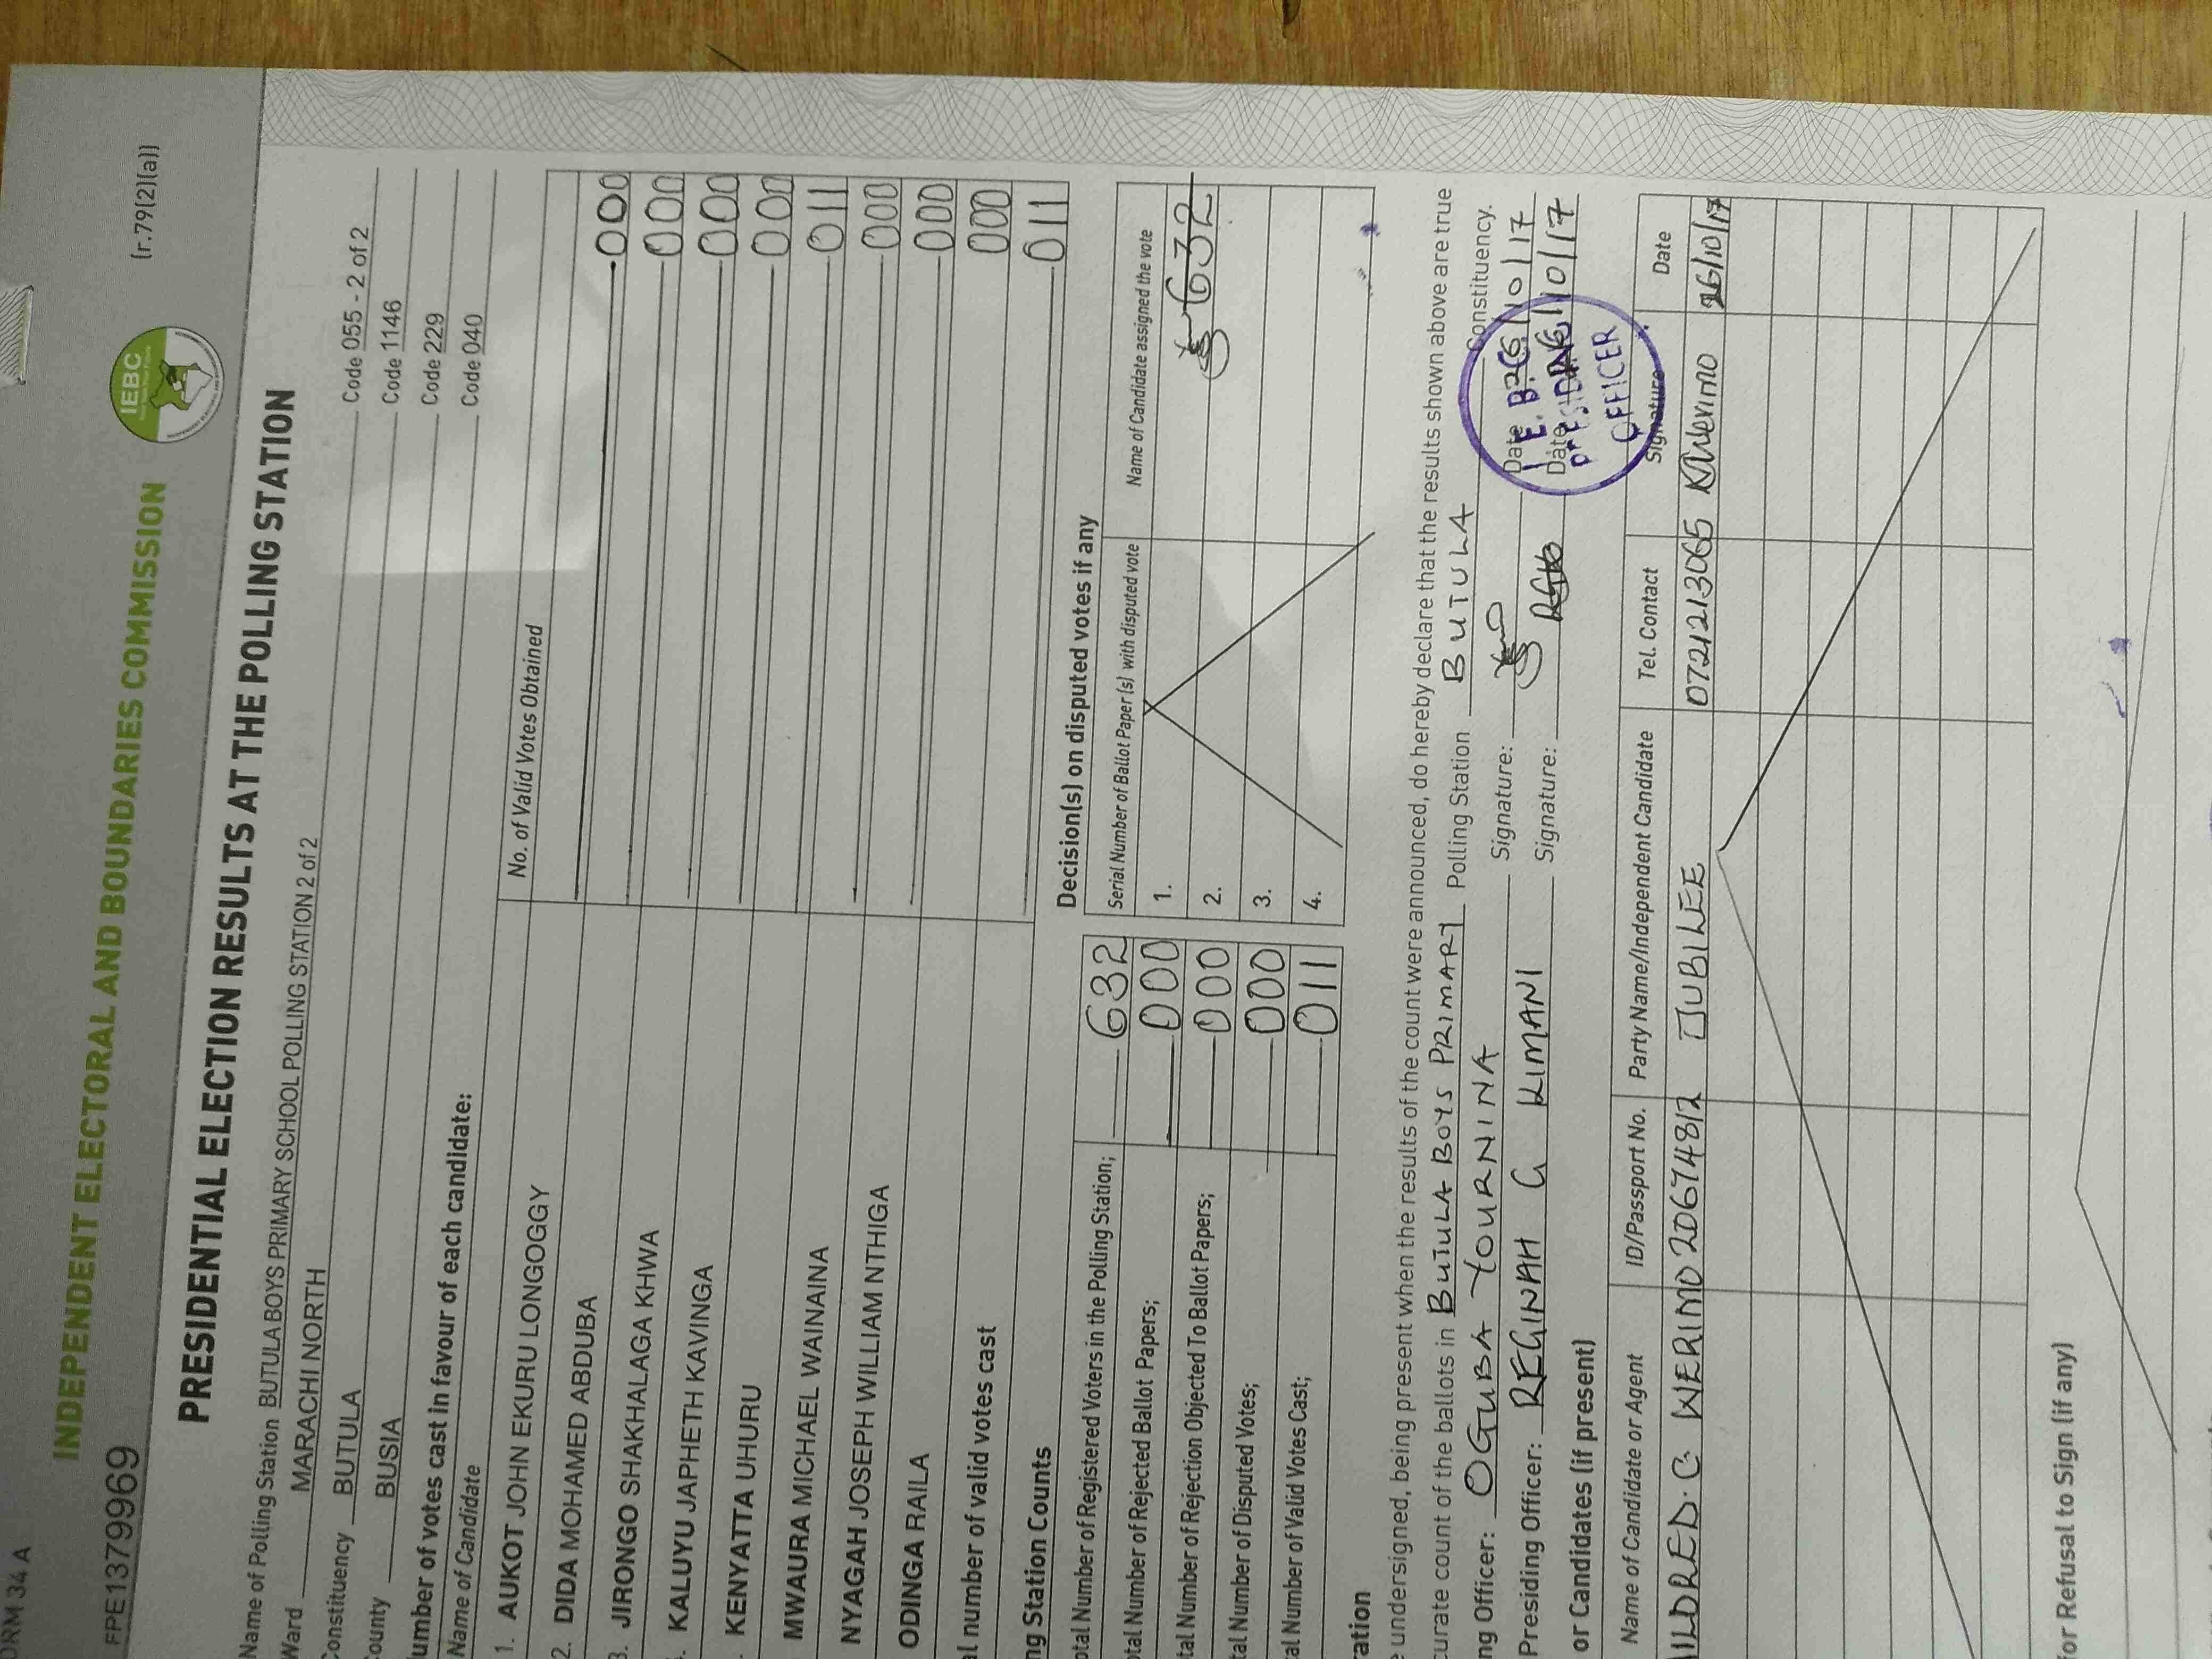 ORM 34 A
(r.79(2)(a))
FPE1379969
INDEPENDENT ELECTORAL AND BOUNDARIES COMMISSION
IEBC
PRESIDENTIAL ELECTION RESULTS AT THE POLLING STATION
Name of Polling Station BUTULA BOYS PRIMARY SCHOOL POLLING STATION 2 of 2 Code 055 - 2 of 2
Ward MARACHI NORTH Code 1146
Constituency BUTULA Code 229
County BUSIA Code 040
umber of votes cast in favour of each candidate:
Name of Candidate No. of Valid Votes Obtained
1. AUKOT JOHN EKURU LONGOGGY 000
2. DIDA MOHAMED ABDUBA 000
3. JIRONGO SHAKHALAGA KHWA 000
. KALUYU JAPHETH KAVINGA 000
. KENYATTA UHURU 011
MWAURA MICHAEL WAINAINA 000
NYAGAH JOSEPH WILLIAM NTHIGA 000
ODINGA RAILA 000
al number of valid votes cast 011
ng Station Counts
otal Number of Registered Voters in the Polling Station; 632
otal Number of Rejected Ballot Papers; 000
tal Number of Rejection Objected To Ballot Papers; 000
tal Number of Disputed Votes; 000
al Number of Valid Votes Cast; 011
Decision(s) on disputed votes if any
Serial Number of Ballot Paper(s) with disputed vote Name of Candidate assigned the vote
1. 632
2.
3.
4.
ration
e undersigned, being present when the results of the count were announced, do hereby declare that the results shown above are true
curate count of the ballots in BUTULA BOYS PRIMARY Polling Station BUTULA Constituency.
ng Officer: OGUBA YOURNINA Signature: Date 26/10/17
Presiding Officer: REGINAH G KIMANI Signature: Date 26/10/17
I.E.B.C
PRESIDING
OFFICER
or Candidates (if present)
Name of Candidate or Agent ID/Passport No. Party Name/Independent Candidate Tel. Contact Signature Date
ILDRED. C. WERIMO 20674812 JUBILEE 0721213065 Werimo 26/10/17
for Refusal to Sign (if any)